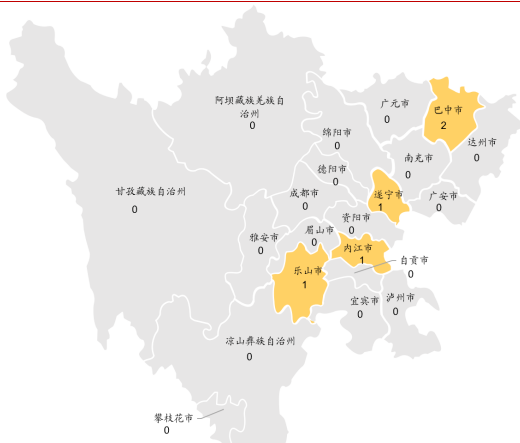 阿坝藏族羌族自
治州
0
广元市
0
巴中市
2
绵阳市
0
达州市
0
南充市
0
德阳市
0
甘孜藏族自治州
0
成都市
0
遂宁市
1
广安市
0
资阳市
0
眉山市
0
雅安市
0
内江市
1
自贡市
0
乐山市
1
宜宾市
0
泸州市
0
凉山彝族自治州
0
攀枝花市
0